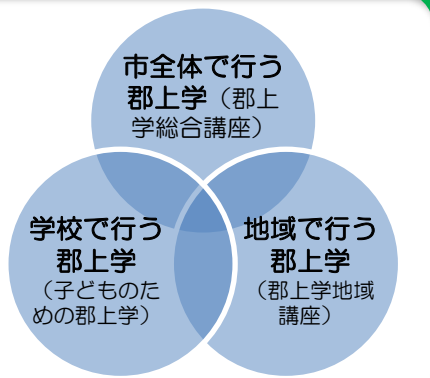 市全体で行う
郡上学（郡上
学総合講座）
学校で行う
郡上学
（子どものた
めの郡上学）
地域で行う
郡上学
（郡上学地域
講座）